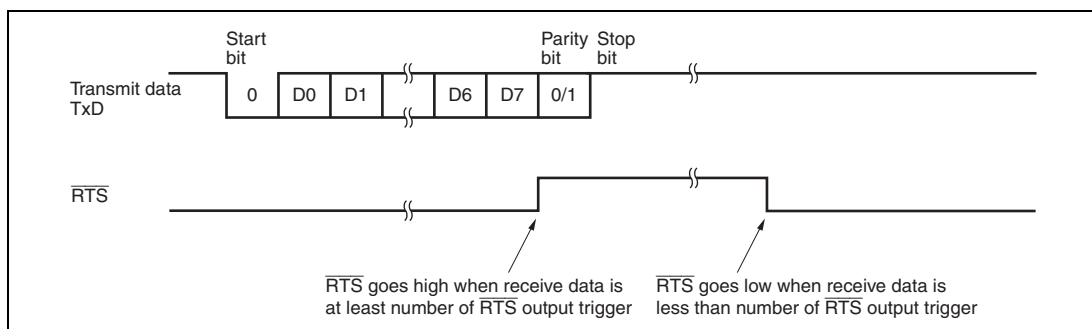 Start
bit
Parity
bit
Stop
bit
Transmit data
TxD
0
D0
D1
D6
D7
0/1
RTS
RTS goes high when receive data is
at least number of RTS output trigger
RTS goes low when receive data is
less than number of RTS output trigger